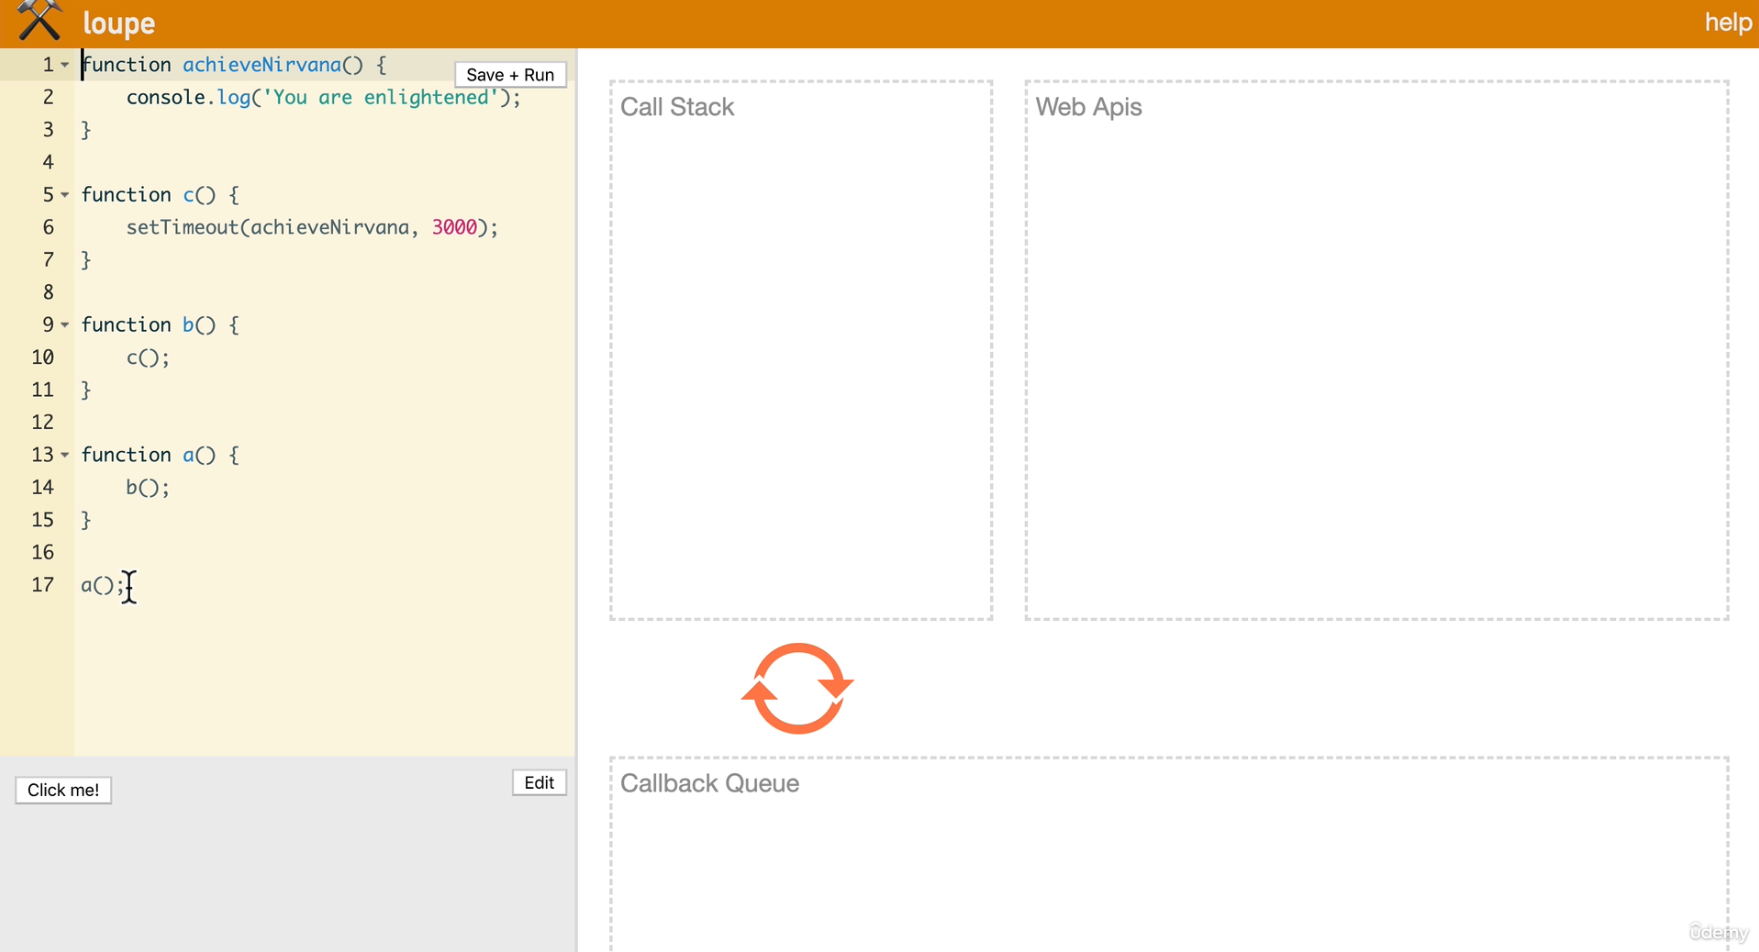 loupe
help
1 function achieveNirvana() {
Save + Run
2 console.log('You are enlightened');
3 }
4
5 function c() {
6 setTimeout(achieveNirvana, 3000);
7 }
8
9 function b() {
10 c();
11 }
12
13 function a() {
14 b();
15 }
16
17 a();
Click me!
Edit
Call Stack
Web Apis
Callback Queue
ûdemy